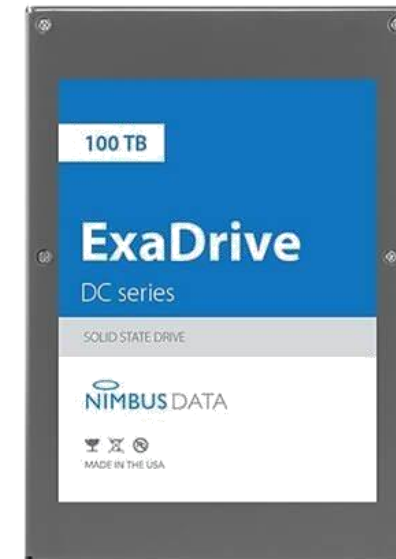 100 TB
ExaDrive
DC series
SOLID STATE DRIVE
NIMBUS DATA
MADE IN THE USA